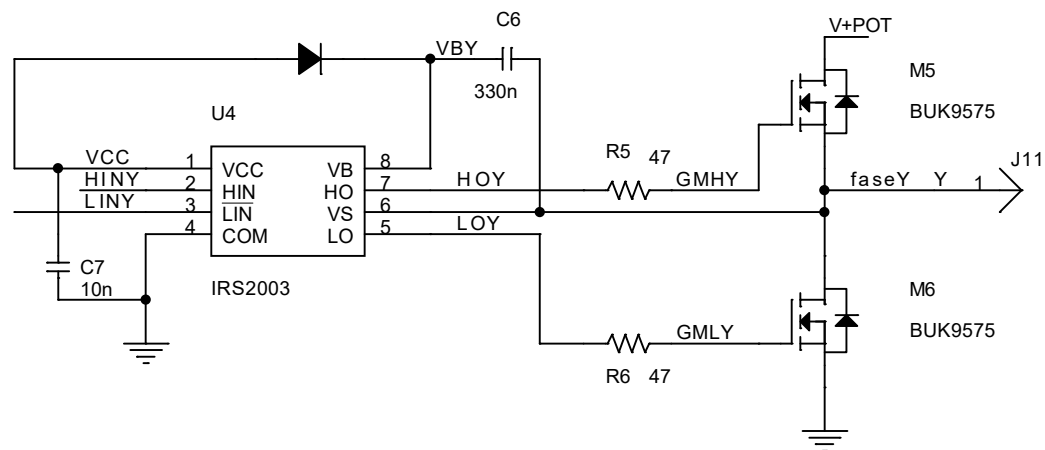 C6
V+POT
VBY
330n
M5
BUK9575
U4
R5 47
J11
VCC 1 VCC VB 8
HINY 2 HIN HO 7 HOY GMHY faseY Y 1
LINY 3 LIN VS 6
4 COM LO 5 LOY
C7
10n
IRS2003
M6
BUK9575
GMLY
R6 47